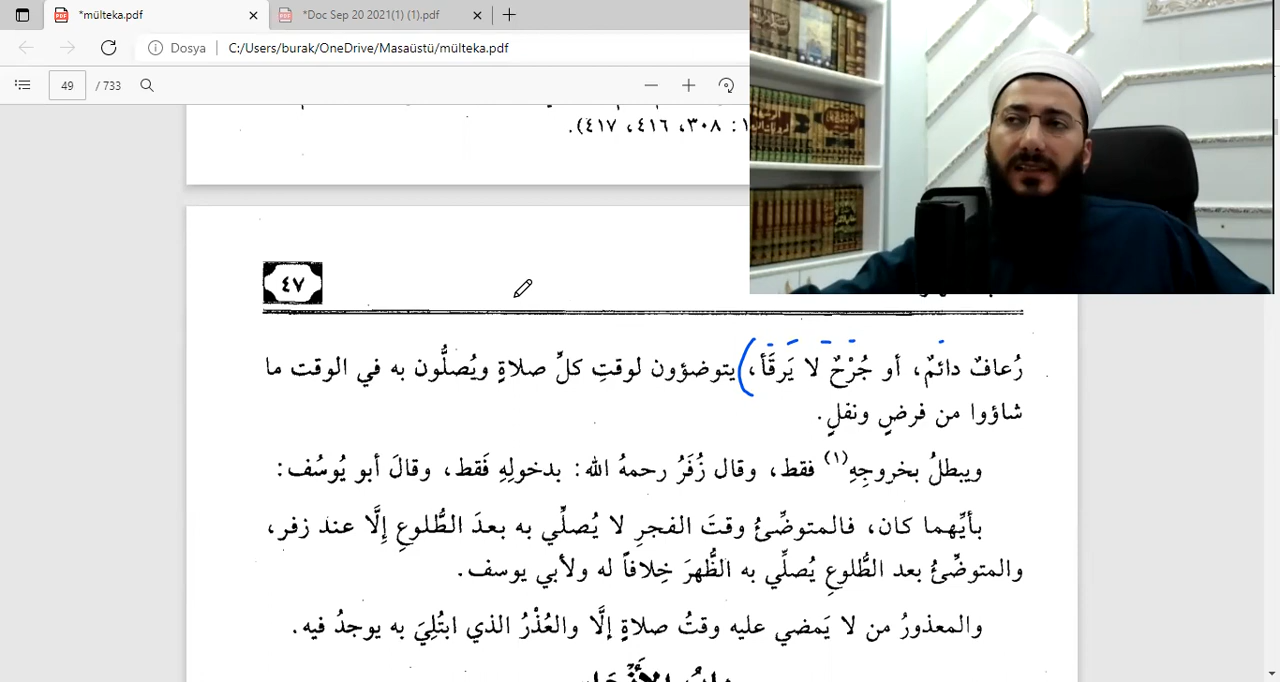 *mülteka.pdf
*Doc Sep 20 2021(1) (1).pdf
Dosya
C:/Users/burak/OneDrive/Masaüstü/mülteka.pdf
49 / 733
١: ٣٠٨، ٤١٦، ٤١٧).
٤٧
رُعافٌ دائمٌ، أو جُرْحٌ لا يَرقَأ، يتوضؤون لوقتِ كلِّ صلاةٍ ويُصلُّون به في الوقت ما
شاؤوا من فرضٍ ونفلٍ.
ويبطلُ بخروجِهِ(١) فقط، وقال زُفَرُ رحمهُ الله: بدخولِهِ فَقط، وقالَ أبو يُوسُف:
بأيِّهما كان، فالمتوضِّئُ وقتَ الفجرِ لا يُصلِّي به بعدَ الطُّلوعِ إِلَّا عند زفر،
والمتوضِّئُ بعد الطُّلوعِ يُصلِّي به الظُّهرَ خِلافاً له ولأبي يوسف.
والمعذورُ من لا يَمضي عليه وقتُ صلاةٍ إلَّا والعُذْرُ الذي ابتُلِيَ به يوجدُ فيه.